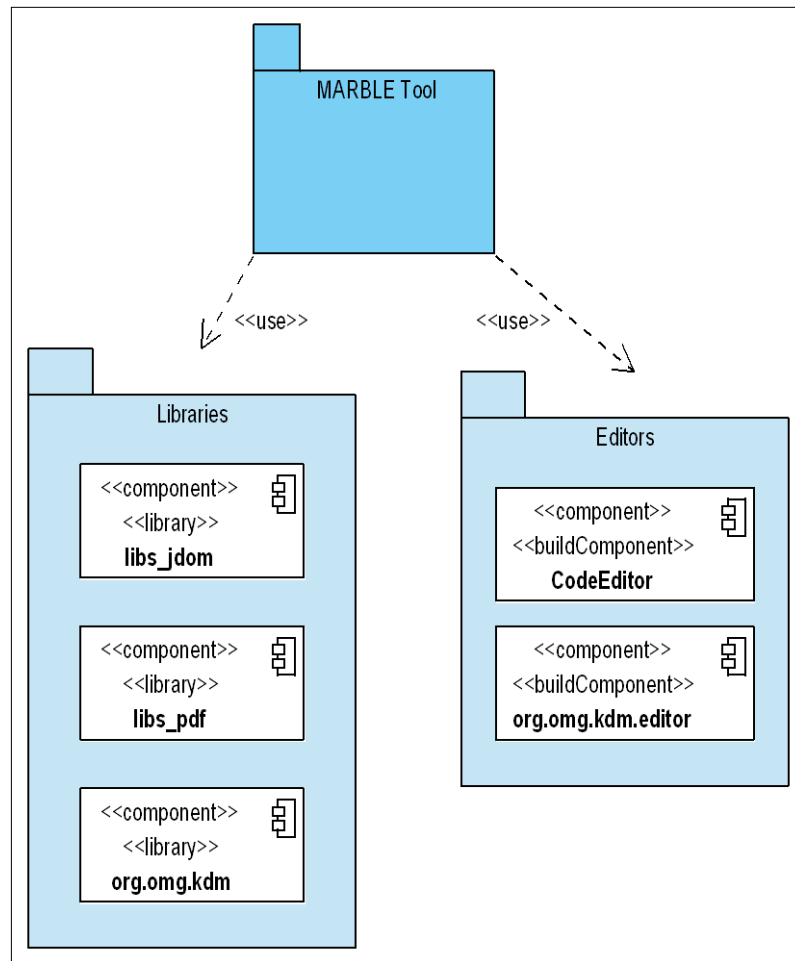 MARBLE Tool
<<use>>
<<use>>
Libraries
<<component>>
<<library>>
libs_jdom
<<component>>
<<library>>
libs_pdf
<<component>>
<<library>>
org.omg.kdm
Editors
<<component>>
<<buildComponent>>
CodeEditor
<<component>>
<<buildComponent>>
org.omg.kdm.editor